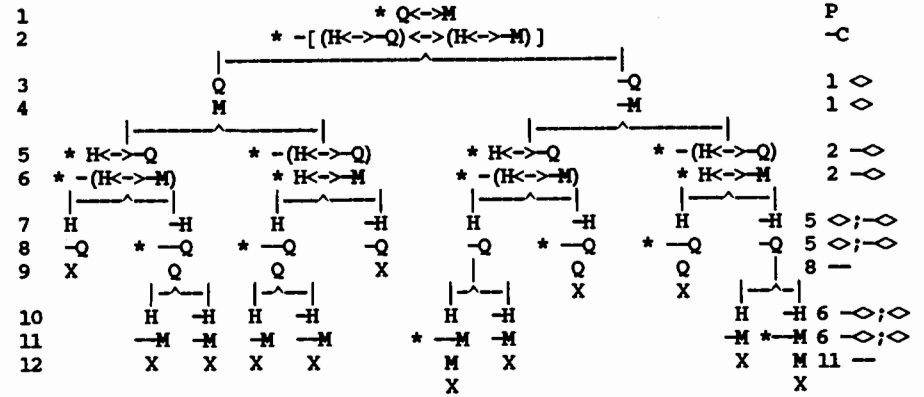 1 * Q<->M P
2 * -[(H<->-Q)<->(H<->-M)] -C
3 Q -Q 1 <>
4 M -M 1 <>
5 * H<->-Q * -(H<->-Q) * H<->-Q * -(H<->-Q) 2 -<>
6 * -(H<->-M) * H<->-M * -(H<->-M) * H<->-M 2 -<>
7 H -H H -H H -H H -H 5 <>;-<>
8 -Q * --Q * --Q -Q -Q * --Q * --Q -Q 5 <>;-<>
9 X Q Q X Q Q 8 --
X X
10 H -H H -H H -H H -H 6 -<>;<>
11 --M -M -M --M * --M -M -M * --M 6 -<>;<>
12 X X X X M X X M 11 --
X X